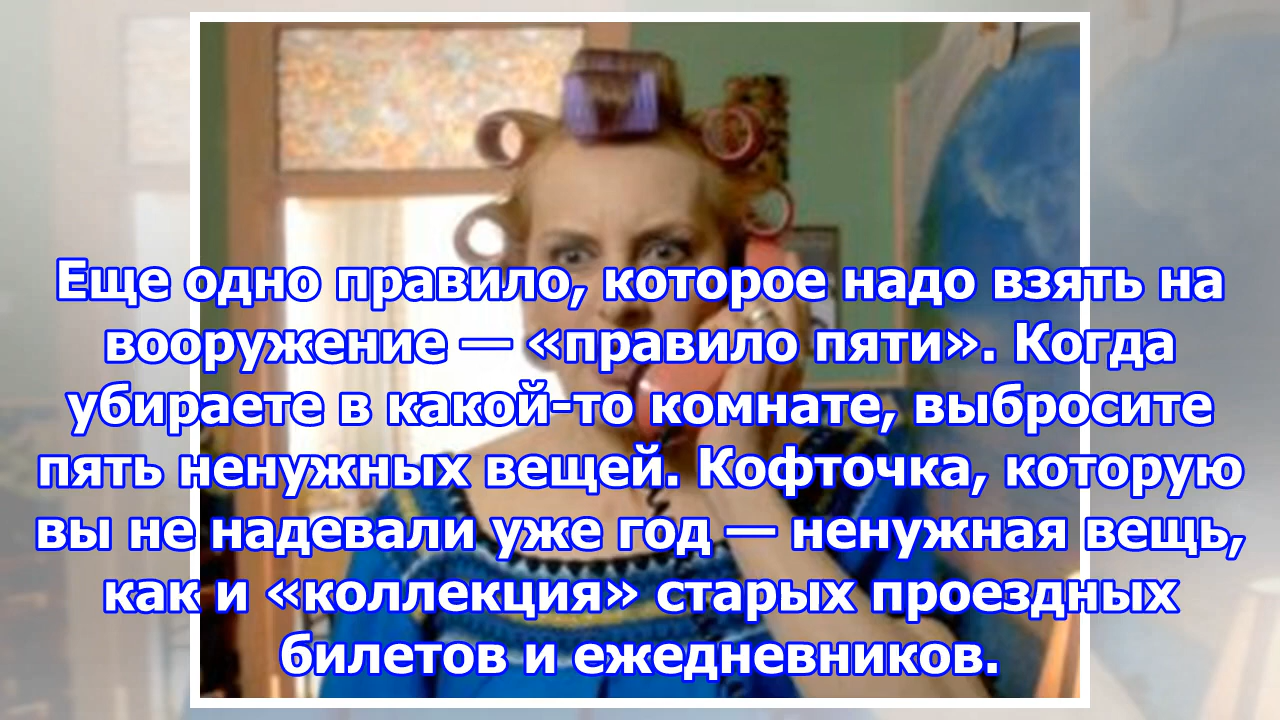 Еще одно правило, которое надо взять на
вооружение — «правило пяти». Когда
убираете в какой-то комнате, выбросите
пять ненужных вещей. Кофточка, которую
вы не надевали уже год — ненужная вещь,
как и «коллекция» старых проездных
билетов и ежедневников.